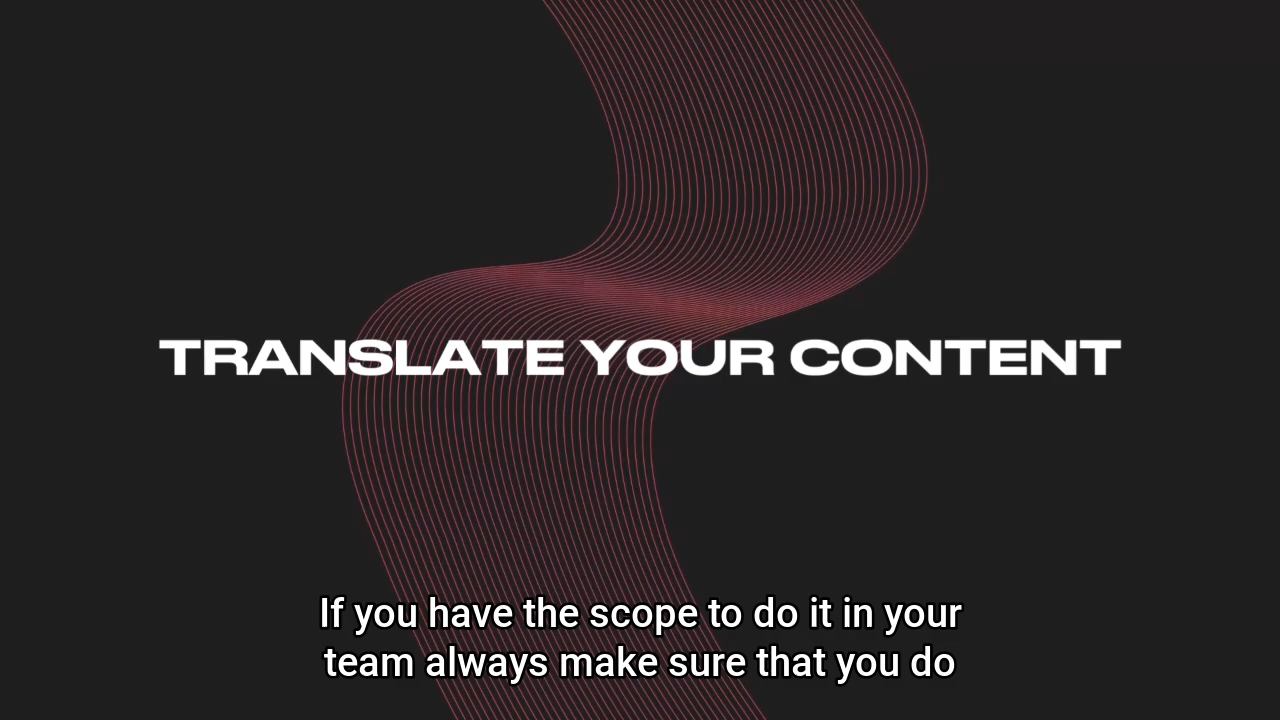 TRANSLATE YOUR CONTENT
If you have the scope to do it in your
team always make sure that you do